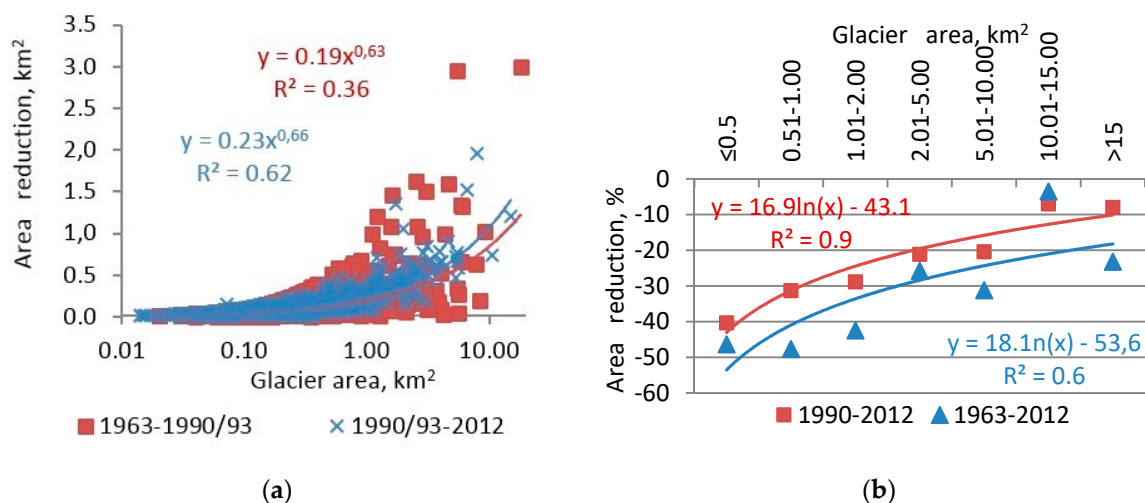 y = 0.19x^0,63
R² = 0.36
y = 0.23x^0,66
R² = 0.62
Area reduction, km²
3.0
2.5
2,0
1.5
1,0
0.5
0.0
0.01
0.10
1.00
10.00
Glacier area, km²
1963-1990/93
1990/93-2012
(a)
Glacier area, km²
≤0.5
0.51-1.00
1.01-2.00
2.01-5.00
5.01-10.00
10.01-15.00
>15
Area reduction, %
0
-10
-20
-30
-40
-50
-60
y = 16.9ln(x) - 43.1
R² = 0.9
y = 18.1n(x) - 53,6
R² = 0.6
1990-2012
1963-2012
(b)